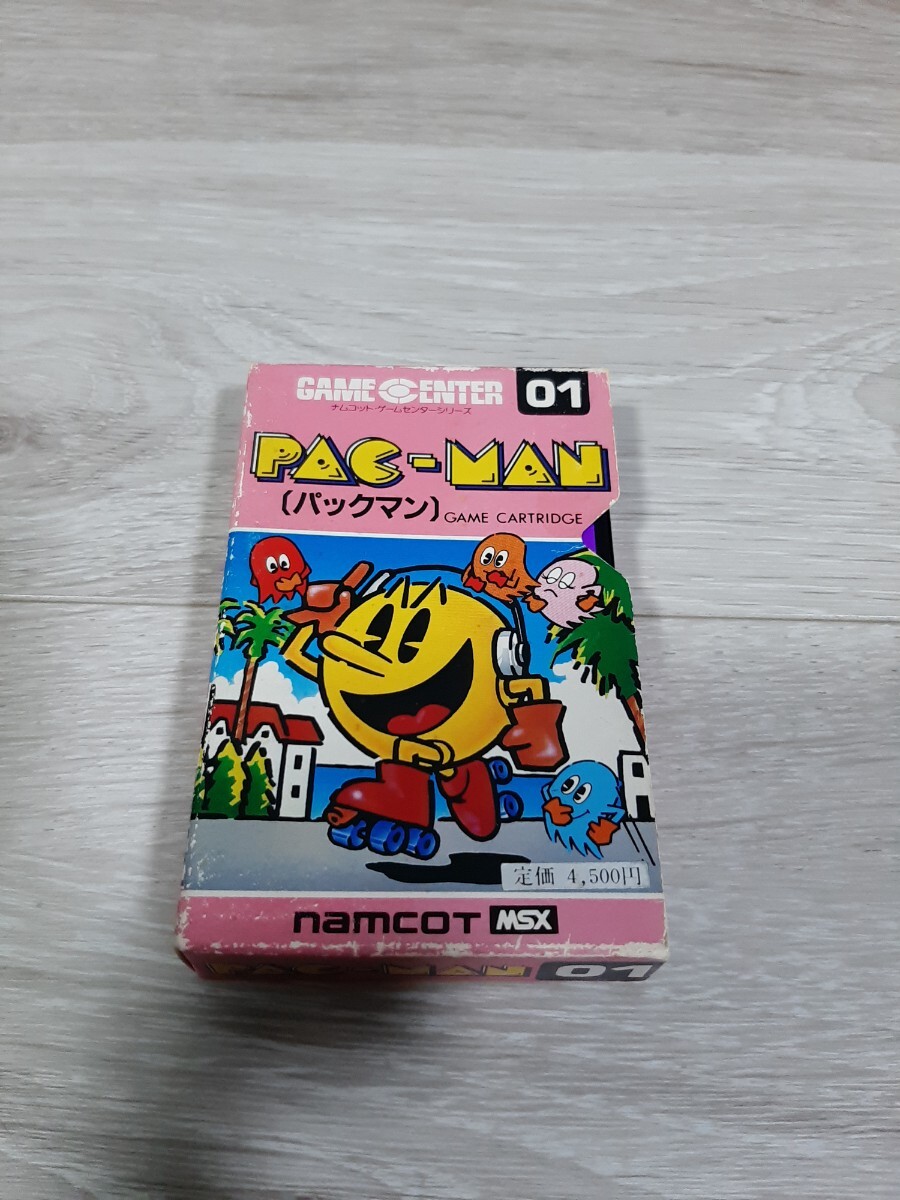 GAME CENTER 01
ナムコット・ゲームセンターシリーズ
PAC-MAN
〔パックマン〕 GAME CARTRIDGE
定価 4,500円
namcoT MSX
PAC-MAN 01